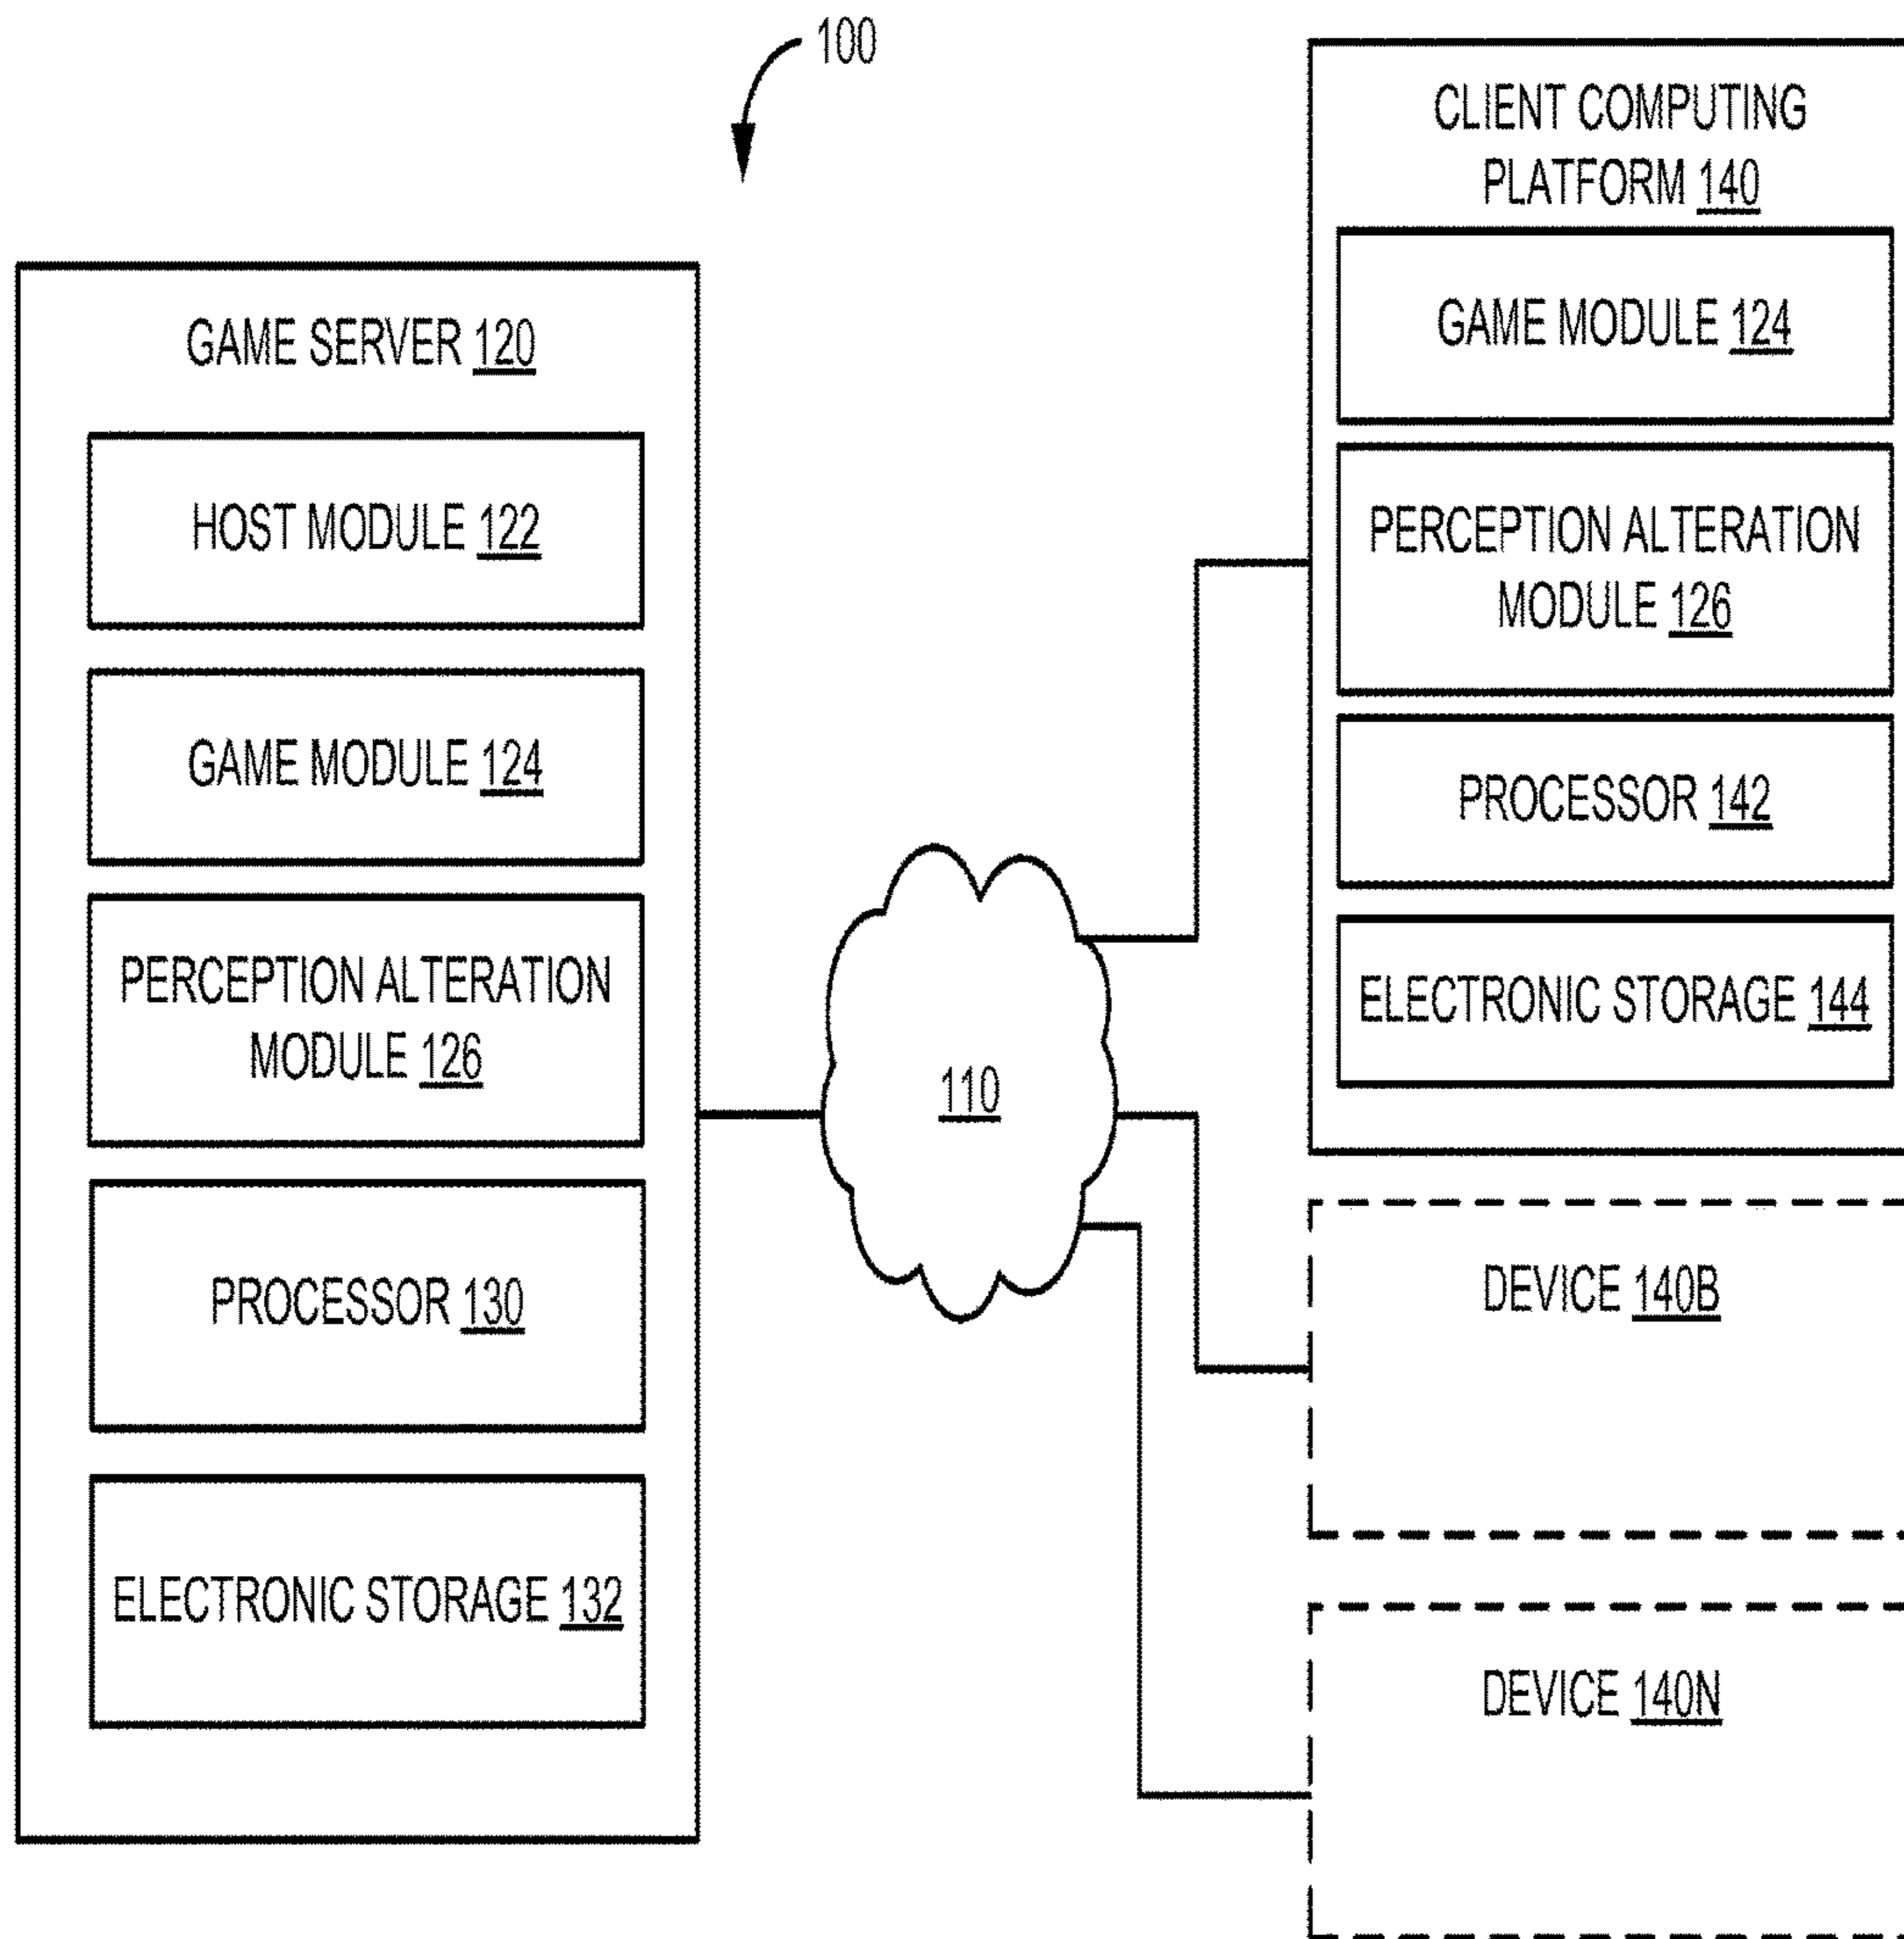 100
GAME SERVER 120
HOST MODULE 122
GAME MODULE 124
PERCEPTION ALTERATION
MODULE 126
PROCESSOR 130
ELECTRONIC STORAGE 132
110
CLIENT COMPUTING
PLATFORM 140
GAME MODULE 124
PERCEPTION ALTERATION
MODULE 126
PROCESSOR 142
ELECTRONIC STORAGE 144
DEVICE 140B
DEVICE 140N